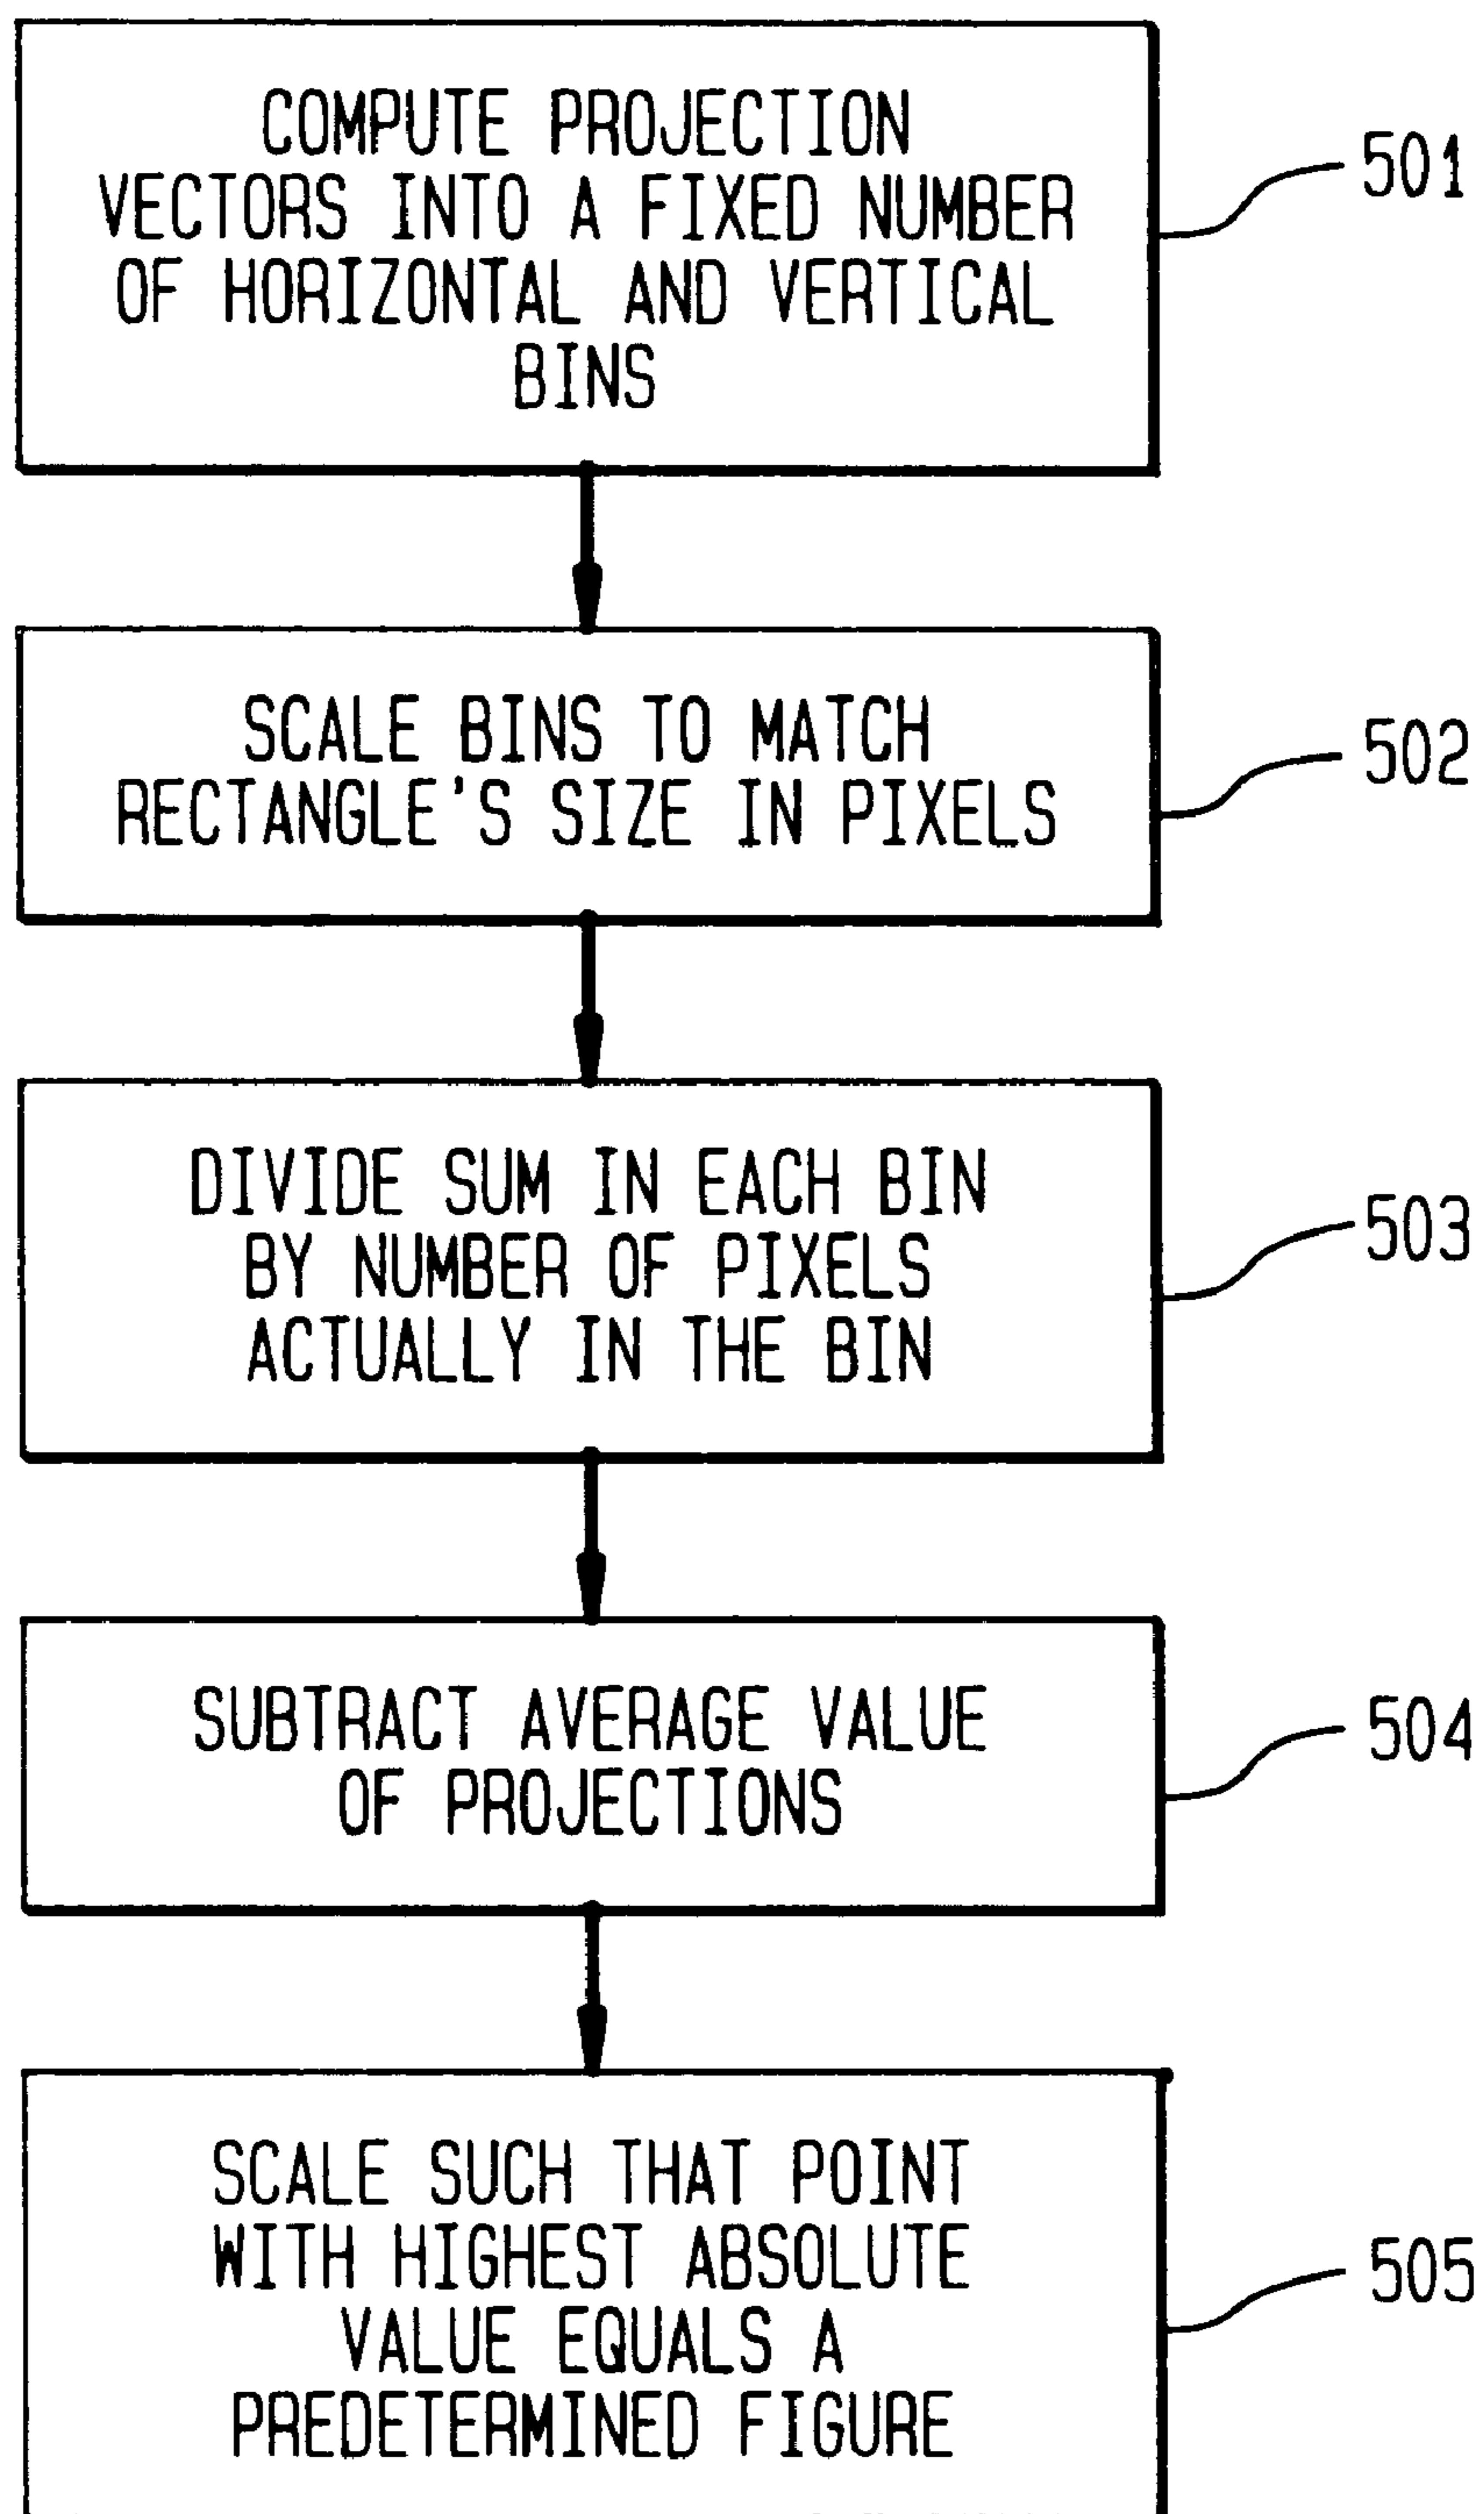 COMPUTE PROJECTION
VECTORS INTO A FIXED NUMBER
OF HORIZONTAL AND VERTICAL
BINS
501
SCALE BINS TO MATCH
RECTANGLE'S SIZE IN PIXELS
502
DIVIDE SUM IN EACH BIN
BY NUMBER OF PIXELS
ACTUALLY IN THE BIN
503
SUBTRACT AVERAGE VALUE
OF PROJECTIONS
504
SCALE SUCH THAT POINT
WITH HIGHEST ABSOLUTE
VALUE EQUALS A
PREDETERMINED FIGURE
505